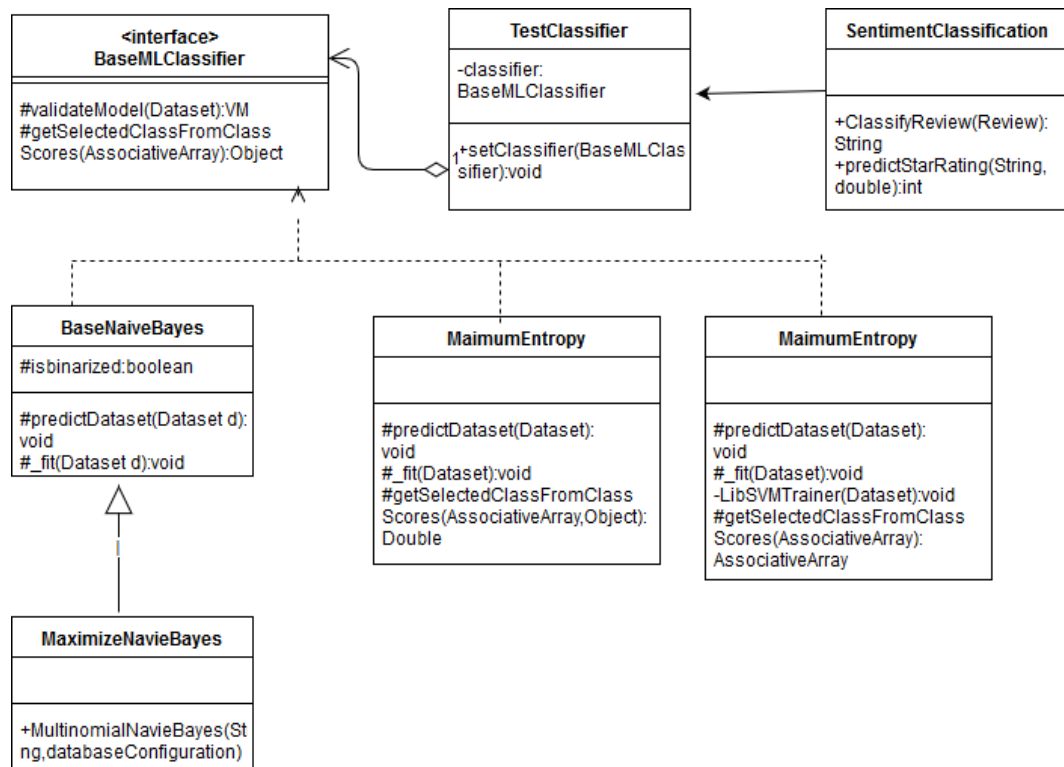 <interface>
BaseMLClassifier
#validateModel(Dataset):VM
#getSelectedClassFromClass
Scores(AssociativeArray):Object
TestClassifier
-classifier:
BaseMLClassifier
1
+setClassifier(BaseMLClas
sifier):void
SentimentClassification
+ClassifyReview(Review):
String
+predictStarRating(String,
double):int
BaseNaiveBayes
#isbinarized:boolean
#predictDataset(Dataset d):
void
#_fit(Dataset d):void
MaimumEntropy
#predictDataset(Dataset):
void
#_fit(Dataset):void
#getSelectedClassFromClass
Scores(AssociativeArray,Object):
Double
MaimumEntropy
#predictDataset(Dataset):
void
#_fit(Dataset):void
-LibSVMTrainer(Dataset):void
#getSelectedClassFromClass
Scores(AssociativeArray):
AssociativeArray
MaximizeNavieBayes
+MultinomialNavieBayes(St
ng,databaseConfiguration)